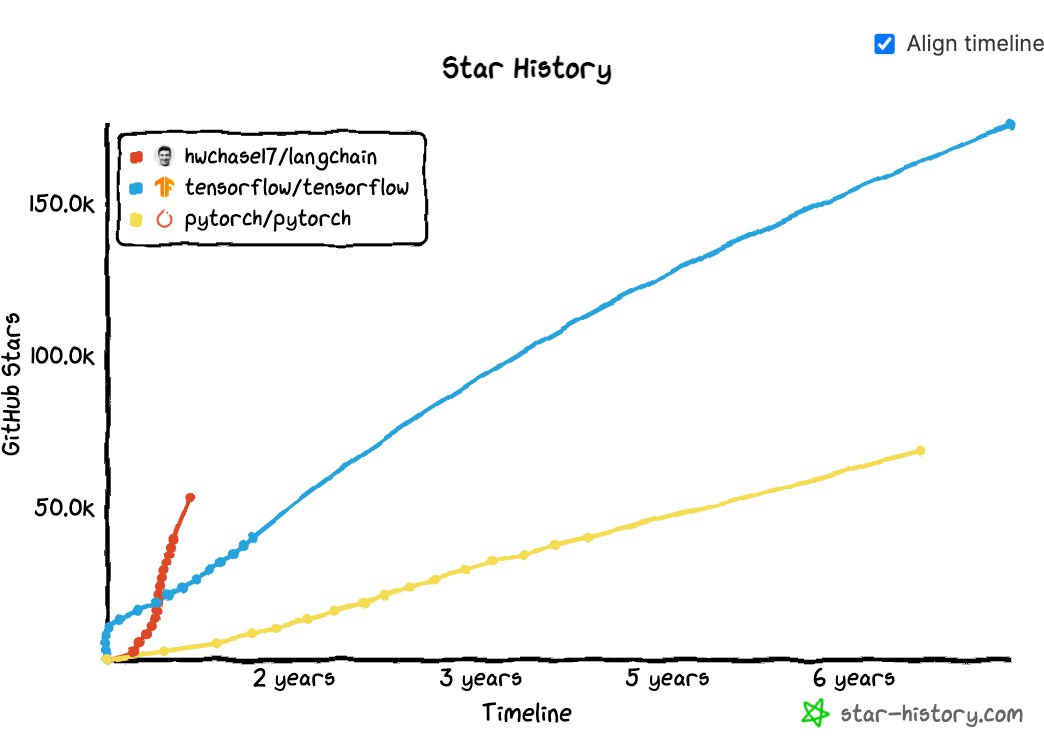 Align timeline
Star History
hwchase17/langchain
tensorflow/tensorflow
pytorch/pytorch
150.0k
100.0k
50.0k
GitHub Stars
2 years
3 years
5 years
6 years
Timeline
star-history.com